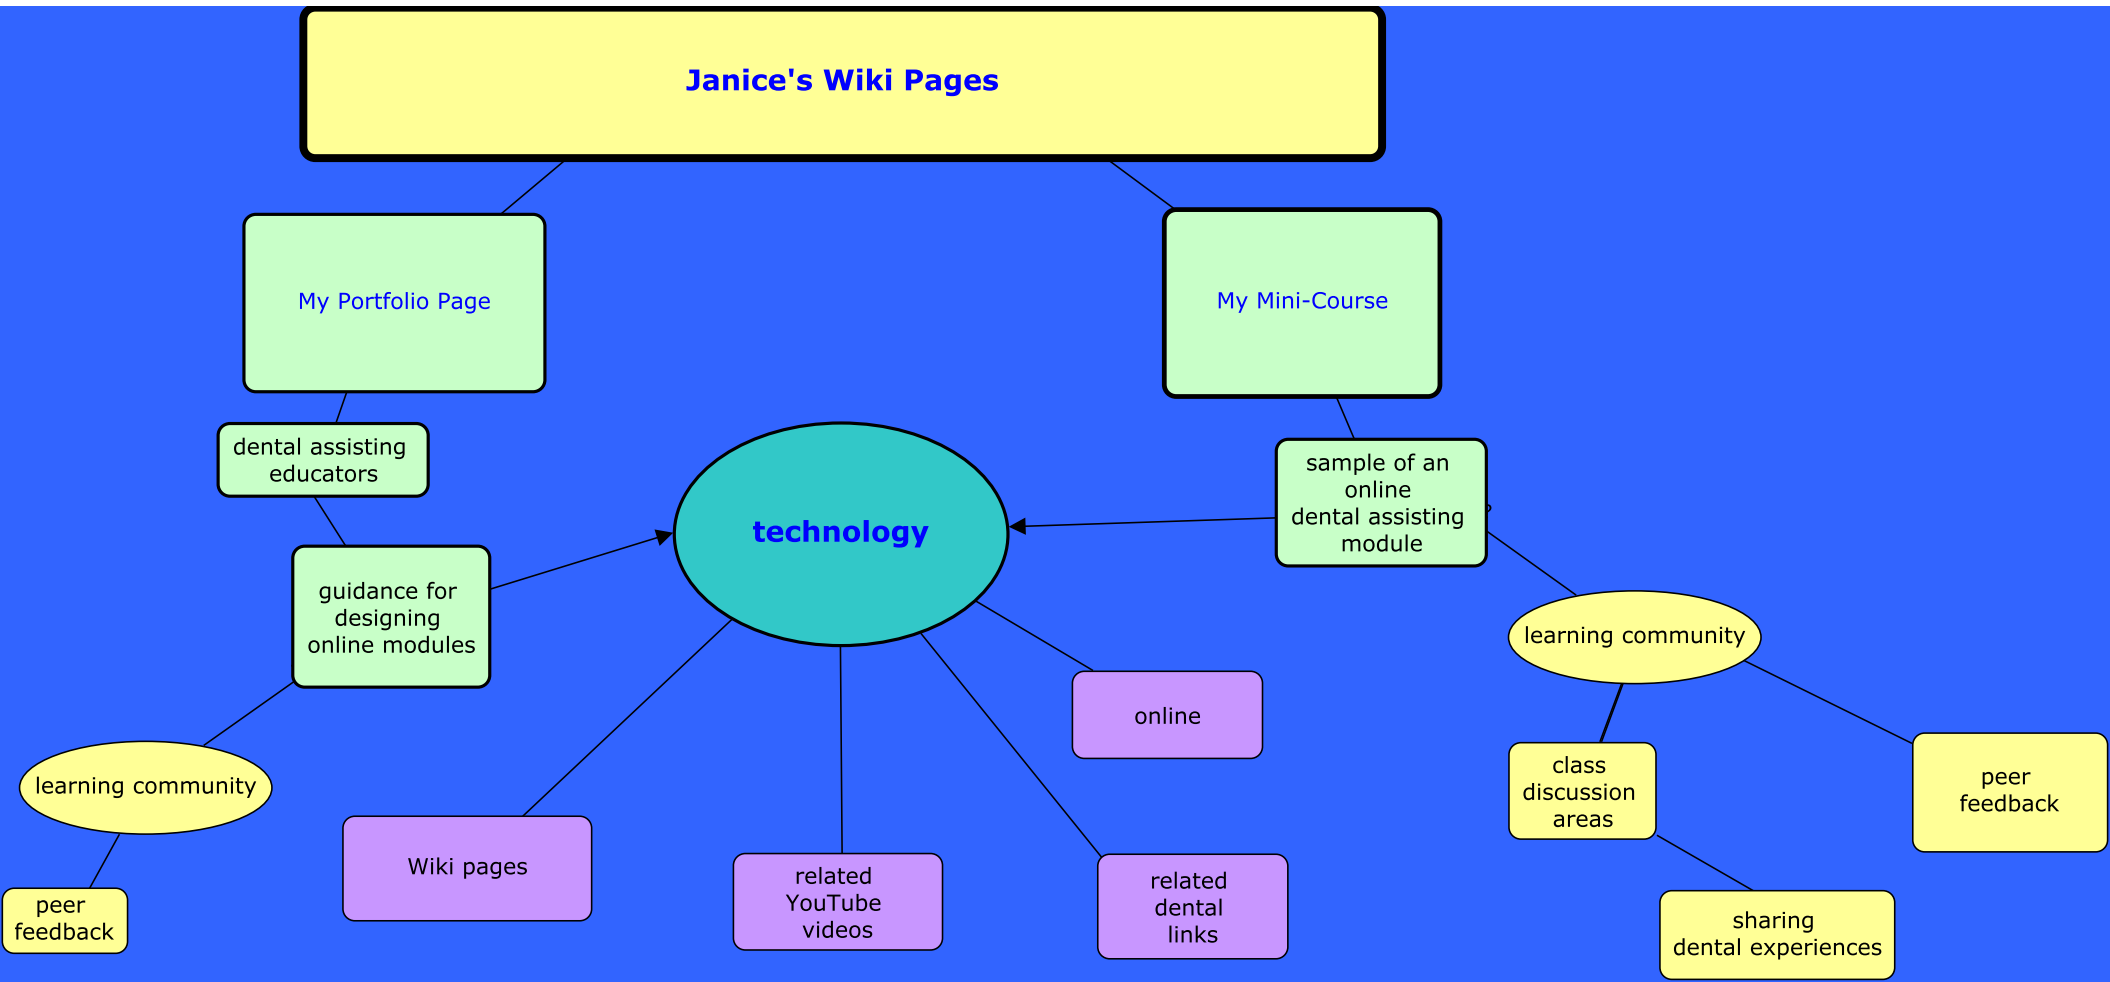 Janice's Wiki Pages
My Portfolio Page
My Mini-Course
dental assisting
educators
sample of an
online
dental assisting
module
technology
guidance for
designing
online modules
learning community
online
learning community
class
discussion
areas
peer
feedback
Wiki pages
related
YouTube
videos
related
dental
links
peer
feedback
sharing
dental experiences